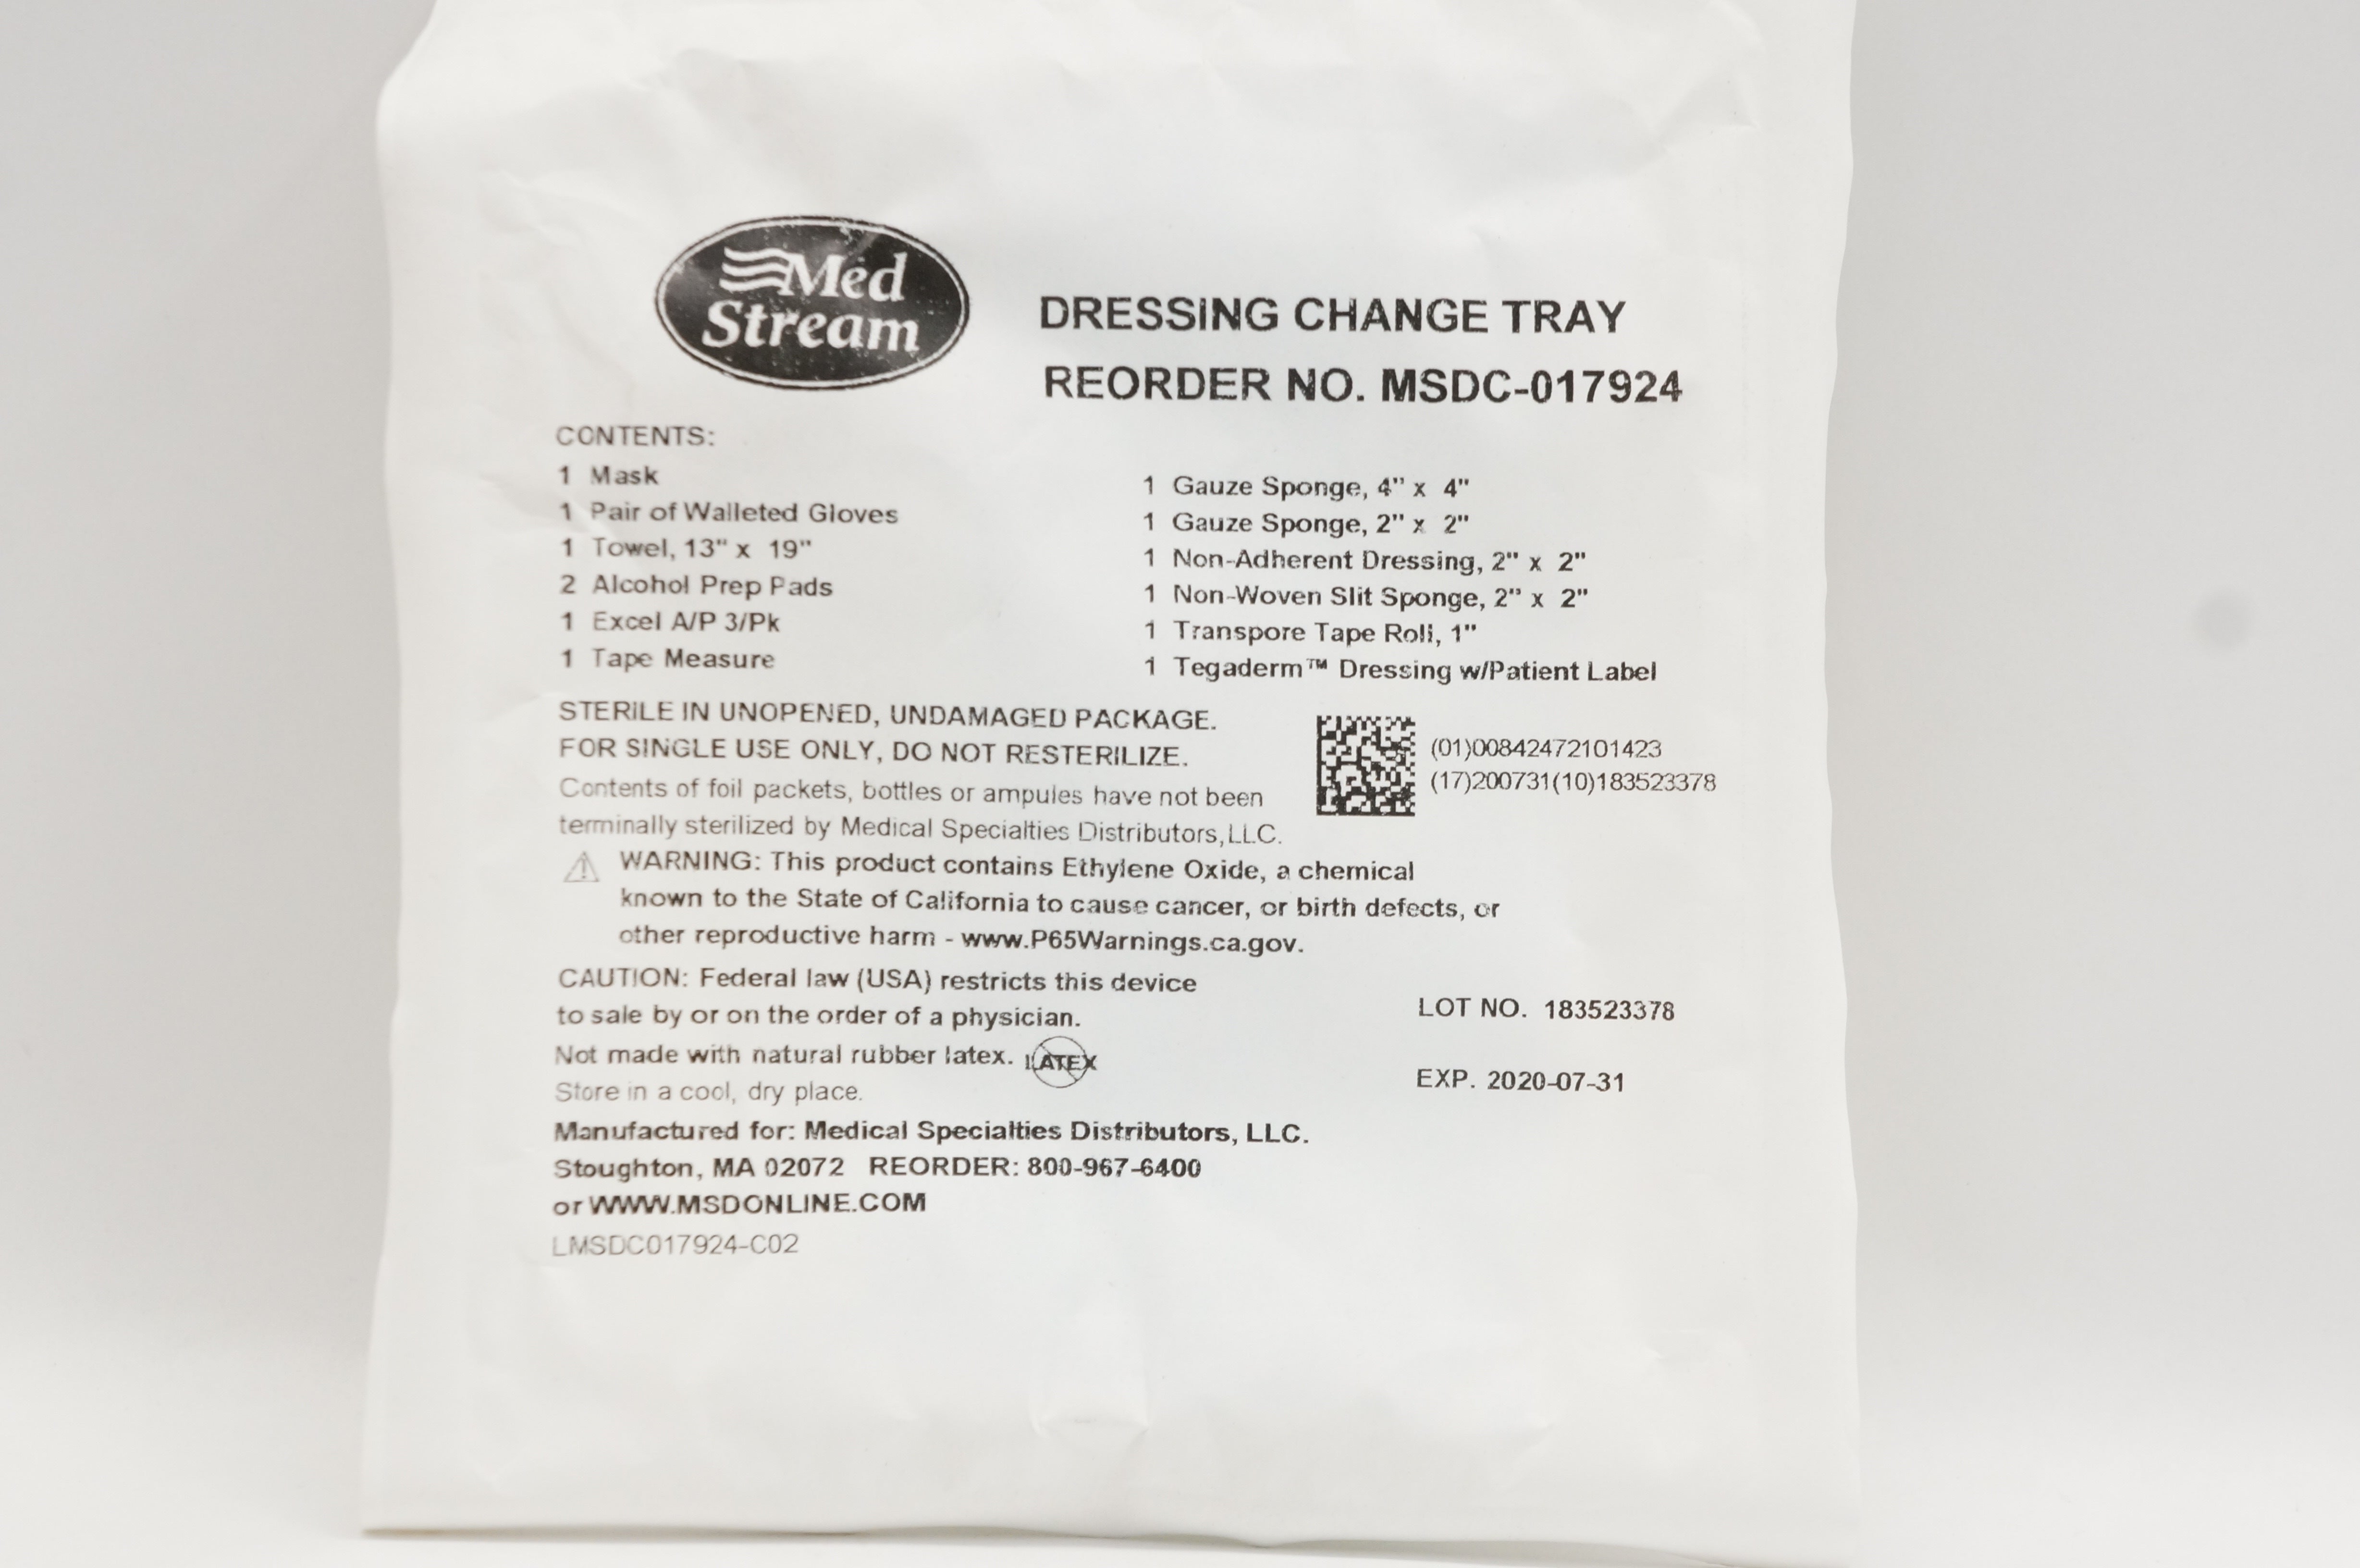 Med
Stream
DRESSING CHANGE TRAY
REORDER NO. MSDC-017924
CONTENTS:
1 Mask
1 Pair of Walleted Gloves
1 Towel, 13" x 19"
2 Alcohol Prep Pads
1 Excel A/P 3/Pk
1 Tape Measure
1 Gauze Sponge, 4" x 4"
1 Gauze Sponge, 2" x 2"
1 Non-Adherent Dressing, 2" x 2"
1 Non-Woven Slit Sponge, 2" x 2"
1 Transpore Tape Roll, 1"
1 Tegaderm™ Dressing w/Patient Label
STERILE IN UNOPENED, UNDAMAGED PACKAGE.
FOR SINGLE USE ONLY, DO NOT RESTERILIZE.
Contents of foil packets, bottles or ampules have not been
terminally sterilized by Medical Specialties Distributors, LLC.
(01)00842472101423
(17)200731(10)183523378
WARNING: This product contains Ethylene Oxide, a chemical
known to the State of California to cause cancer, or birth defects, or
other reproductive harm - www.P65Warnings.ca.gov.
CAUTION: Federal law (USA) restricts this device
to sale by or on the order of a physician.
Not made with natural rubber latex. LATEX
Store in a cool, dry place.
LOT NO. 183523378
EXP. 2020-07-31
Manufactured for: Medical Specialties Distributors, LLC.
Stoughton, MA 02072 REORDER: 800-967-6400
or WWW.MSDONLINE.COM
LMSDC017924-C02